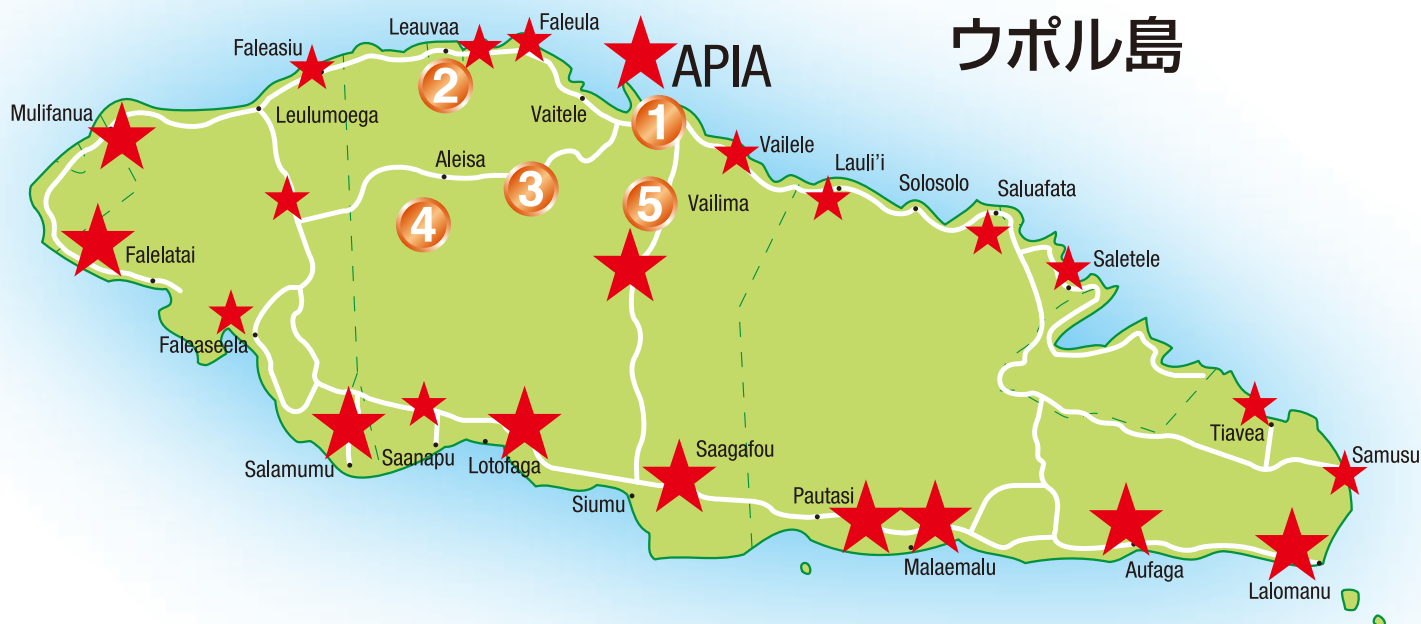 ウポル島
Leauvaa
Faleula
Faleasiu
APIA
2
Mulifanua
Leulumoega
Vaitele
1
Vailele
Aleisa
Lauli'i
3
Solosolo
Saluafata
4
5
Vailima
Falelatai
Saletele
Faleaseela
Tiavea
Saagafou
Samusu
Salamumu
Saanapu
Lotofaga
Siumu
Pautasi
Malaemalu
Aufaga
Lalomanu